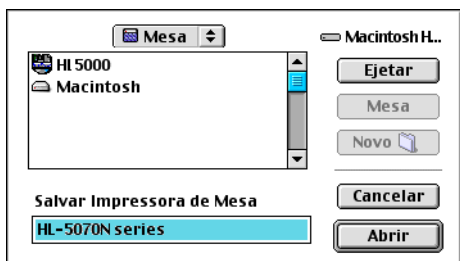 Mesa
Macintosh H...
HL5000
Macintosh
Ejetar
Mesa
Novo
Salvar Impressora de Mesa
HL-5070N series
Cancelar
Abrir